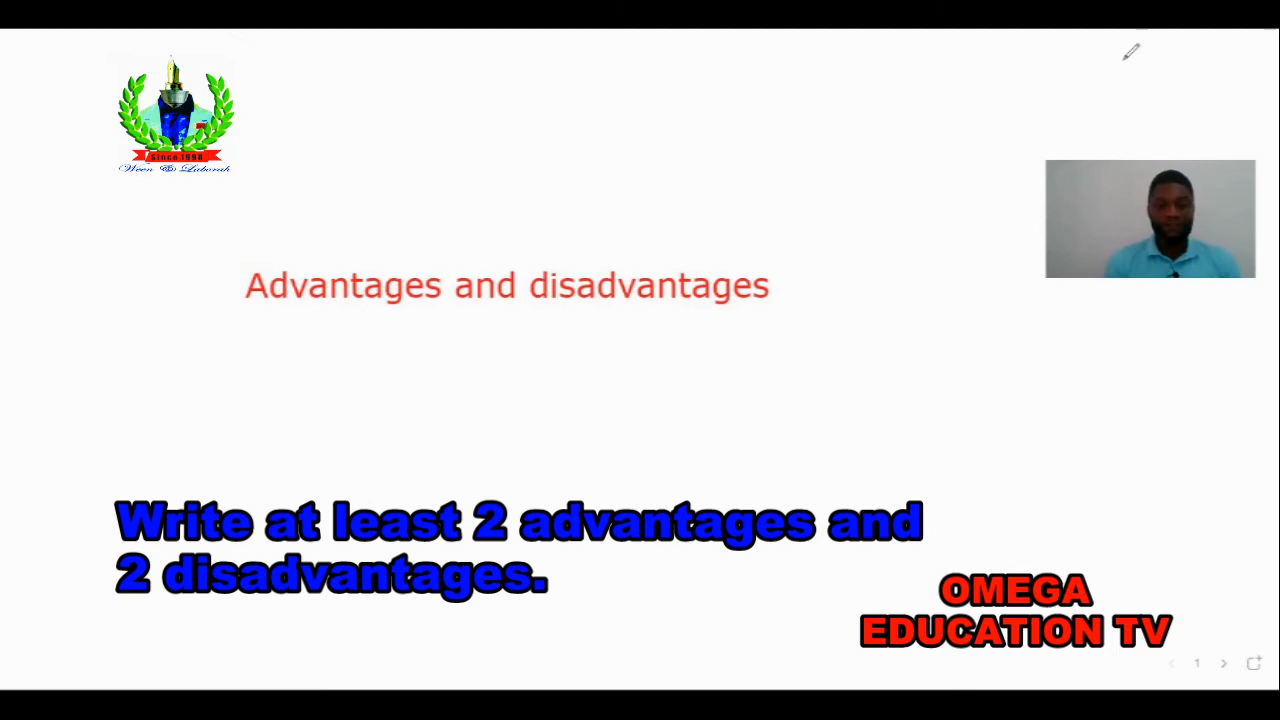 Since 1998
Advantages and disadvantages
Write at least 2 advantages and
2 disadvantages.
OMEGA
EDUCATION TV
1